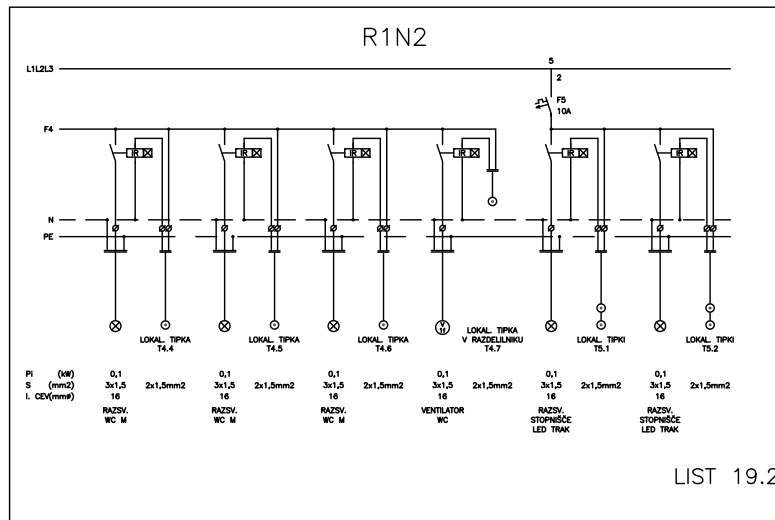 R1N2
5
L1L2L3
2
F5
10A
F4
IR IR IR IR IR IR
N
PE
V
1f
LOKAL. TIPKA
T4.4
LOKAL. TIPKA
T4.5
LOKAL. TIPKA
T4.6
LOKAL. TIPKA
V RAZDELILNIKU
T4.7
LOKAL. TIPKI
T5.1
LOKAL. TIPKI
T5.2
Pi (kW) 0,1 0,1 0,1 0,1 0,1 0,1
S (mm2) 3x1,5 2x1,5mm2 3x1,5 2x1,5mm2 3x1,5 2x1,5mm2 3x1,5 2x1,5mm2 3x1,5 2x1,5mm2 3x1,5 2x1,5mm2
I. CEV(mmø) 16 16 16 16 16 16
RAZSV.
WC M
RAZSV.
WC M
RAZSV.
WC M
VENTILATOR
WC
RAZSV.
STOPNIŠČE
LED TRAK
RAZSV.
STOPNIŠČE
LED TRAK
LIST 19.2